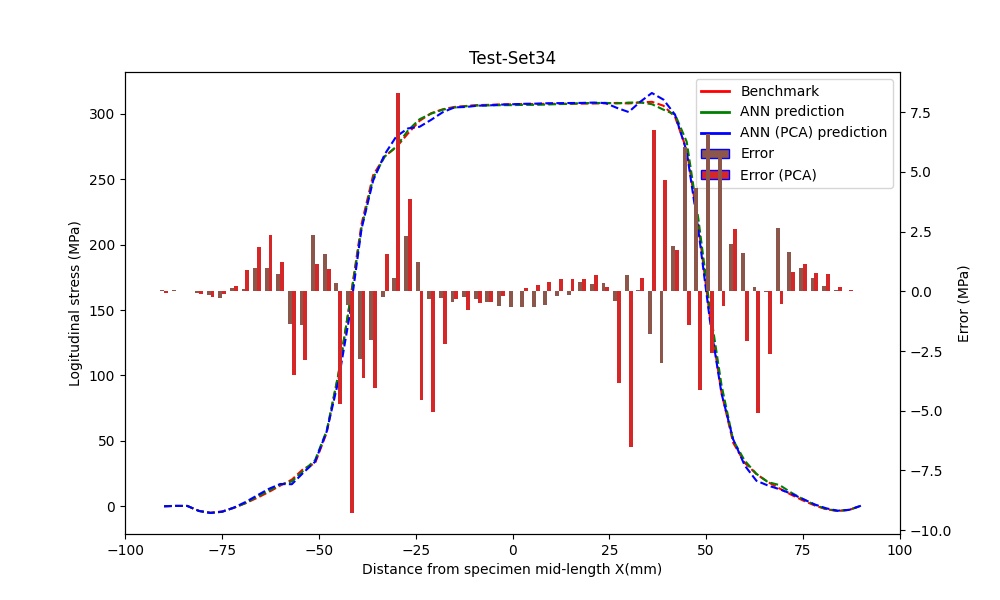 Test-Set34
Logitudinal stress (MPa)
300
250
200
150
100
50
0
−100
−75
−50
−25
0
25
50
75
100
Distance from specimen mid-length X(mm)
7.5
5.0
2.5
0.0
−2.5
−5.0
−7.5
−10.0
Error (MPa)
Benchmark
ANN prediction
ANN (PCA) prediction
Error
Error (PCA)